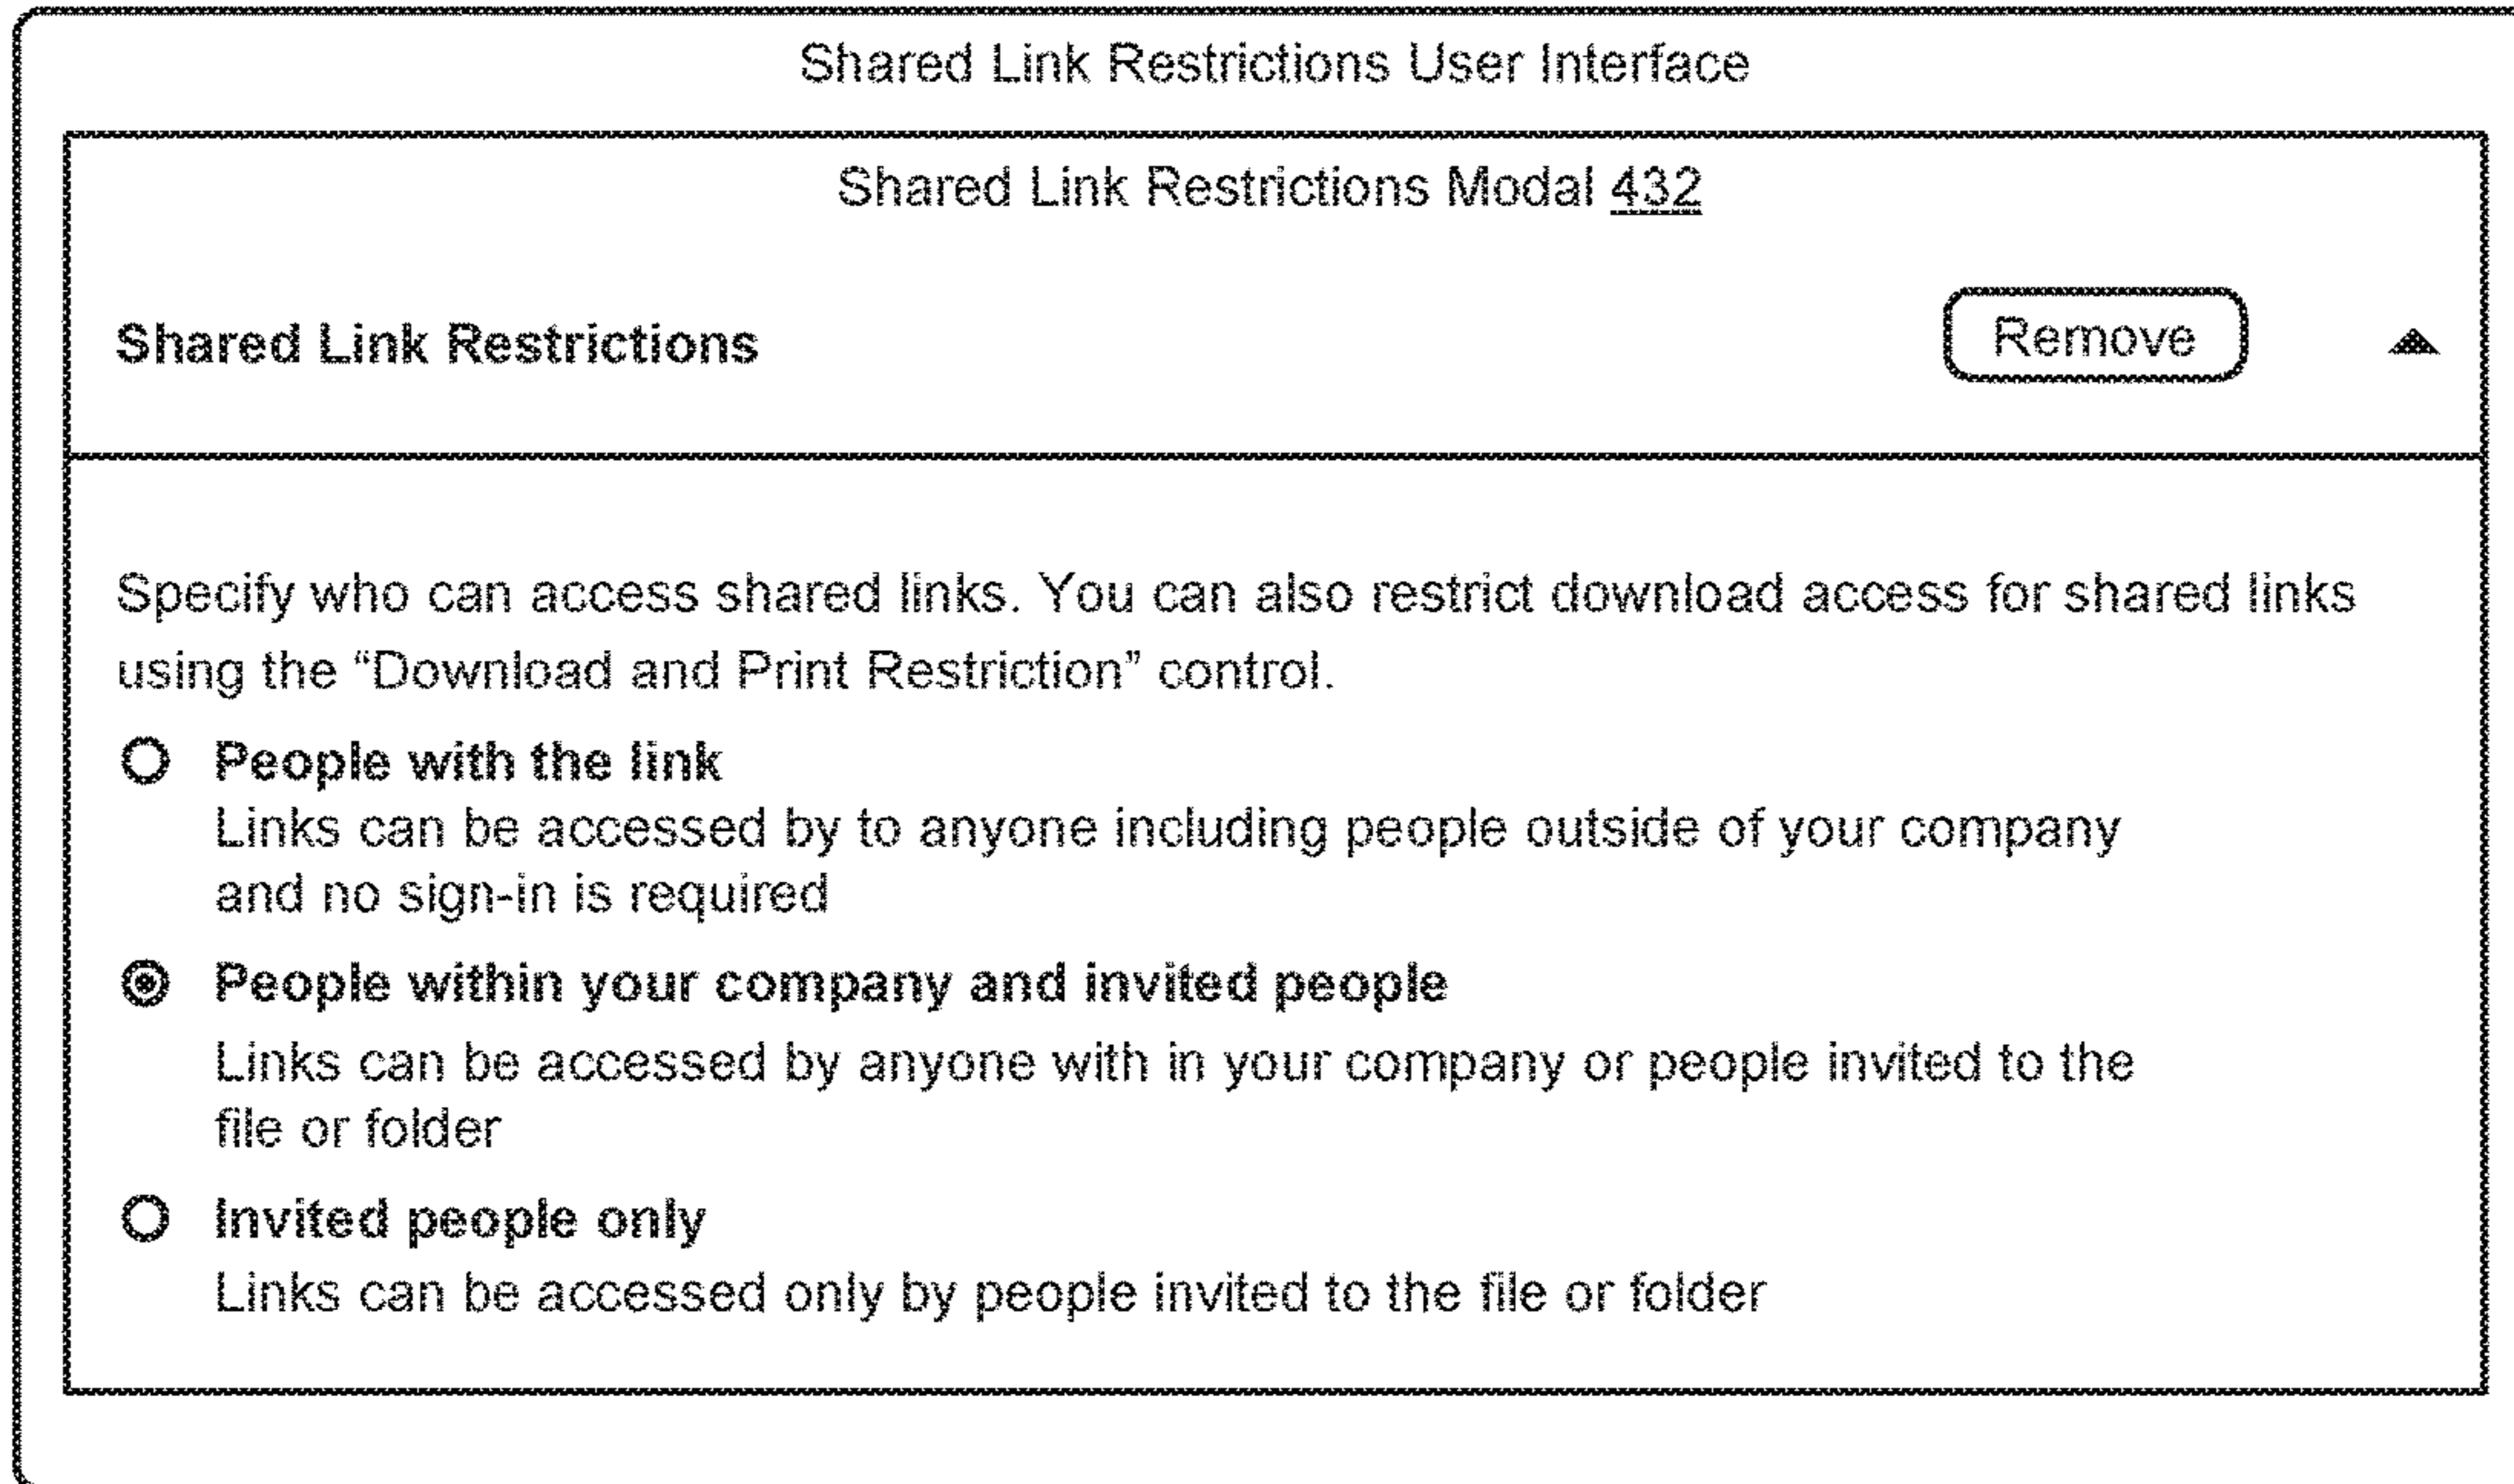 Shared Link Restrictions User Interface
Shared Link Restrictions Modal 432
Shared Link Restrictions
Remove
Specify who can access shared links. You can also restrict download access for shared links
using the “Download and Print Restriction” control.
People with the link
Links can be accessed by to anyone including people outside of your company
and no sign-in is required
People within your company and invited people
Links can be accessed by anyone with in your company or people invited to the
file or folder
Invited people only
Links can be accessed only by people invited to the file or folder